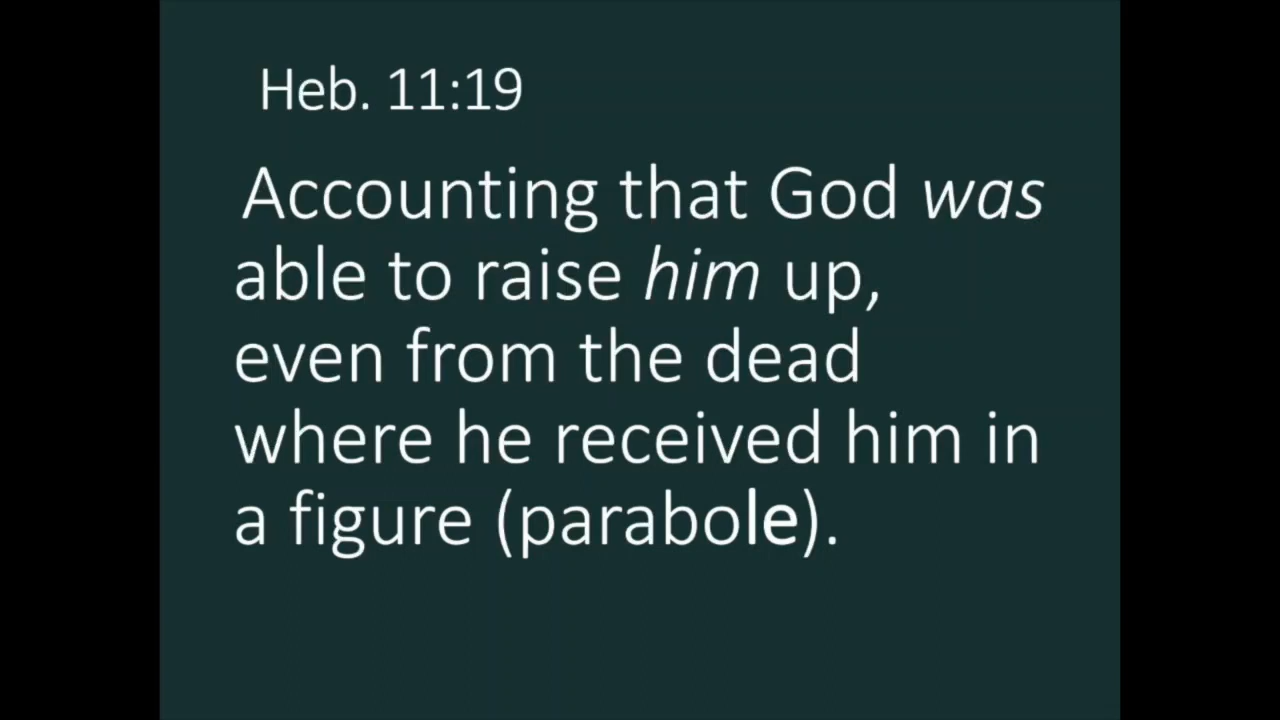 Heb. 11:19
Accounting that God was
able to raise him up,
even from the dead
where he received him in
a figure (parabole).